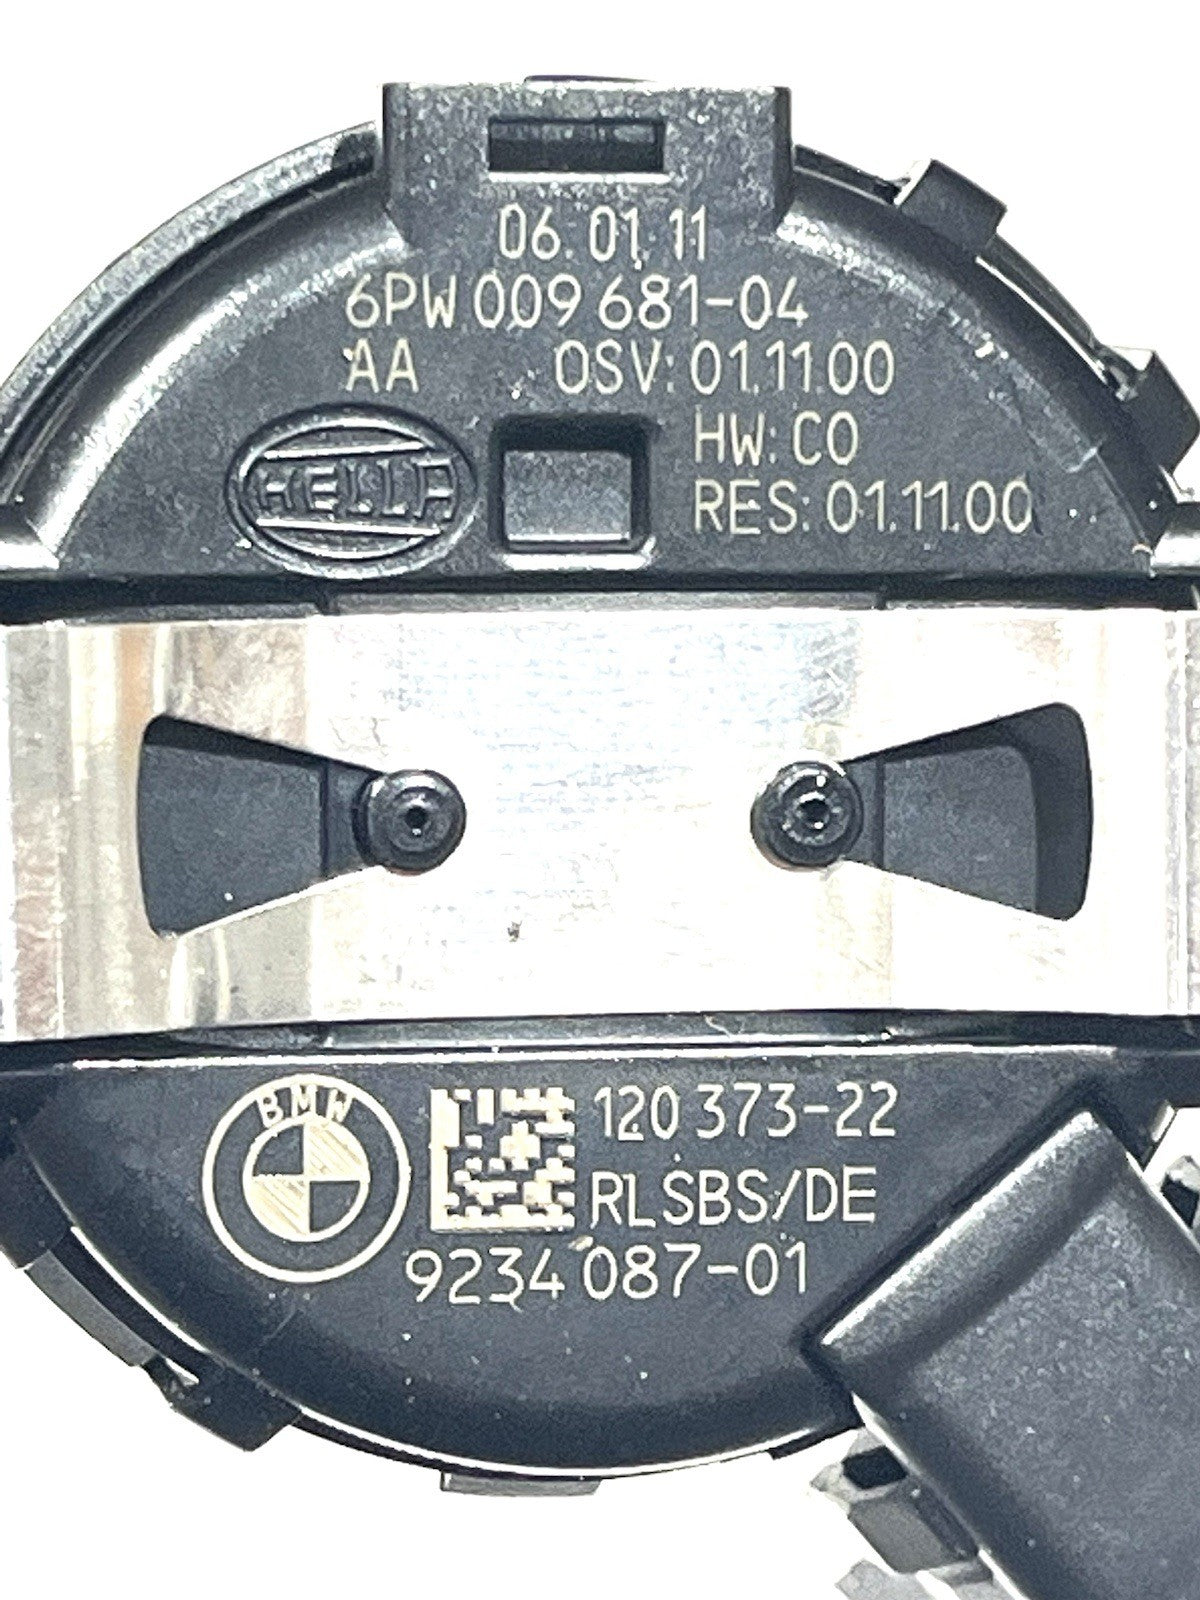 06.01.11
6PW 009 681-04
AA OSV: 01.11.00
HW: C0
RES: 01.11.00
HELLA
BMW
120 373-22
RLSBS/DE
9234 087-01